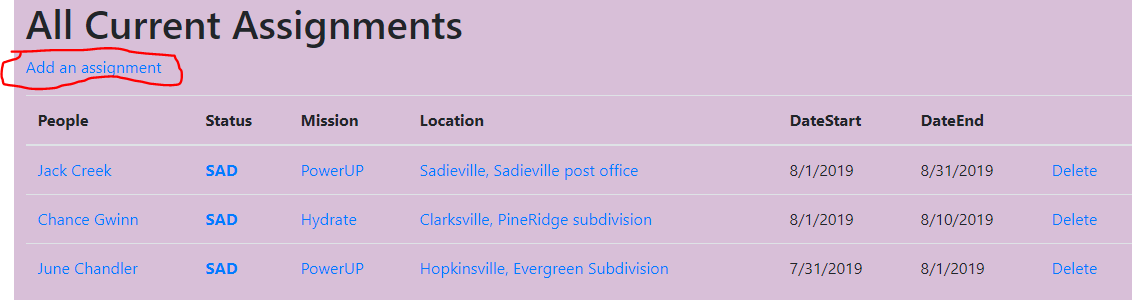 All Current Assignments
Add an assignment
People Status Mission Location DateStart DateEnd
Jack Creek SAD PowerUP Sadieville, Sadieville post office 8/1/2019 8/31/2019 Delete
Chance Gwinn SAD Hydrate Clarksville, PineRidge subdivision 8/1/2019 8/10/2019 Delete
June Chandler SAD PowerUP Hopkinsville, Evergreen Subdivision 7/31/2019 8/1/2019 Delete